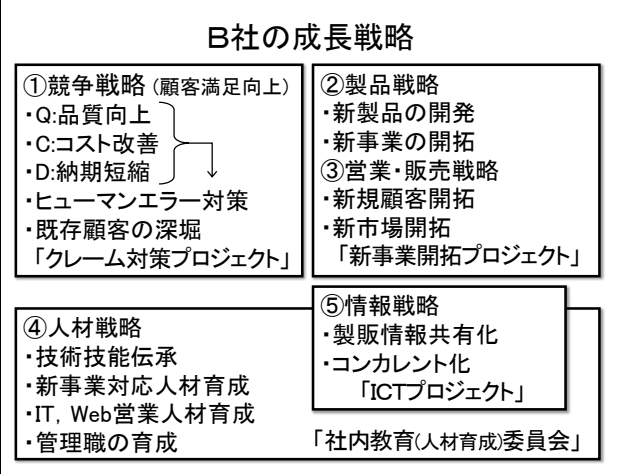 B社の成長戦略
①競争戦略(顧客満足向上)
・Q:品質向上
・C:コスト改善
・D:納期短縮
・ヒューマンエラー対策
・既存顧客の深堀
「クレーム対策プロジェクト」
②製品戦略
・新製品の開発
・新事業の開拓
③営業・販売戦略
・新規顧客開拓
・新市場開拓
「新事業開拓プロジェクト」
④人材戦略
・技術技能伝承
・新事業対応人材育成
・IT，Web営業人材育成
・管理職の育成
⑤情報戦略
・製販情報共有化
・コンカレント化
「ICTプロジェクト」
「社内教育(人材育成)委員会」